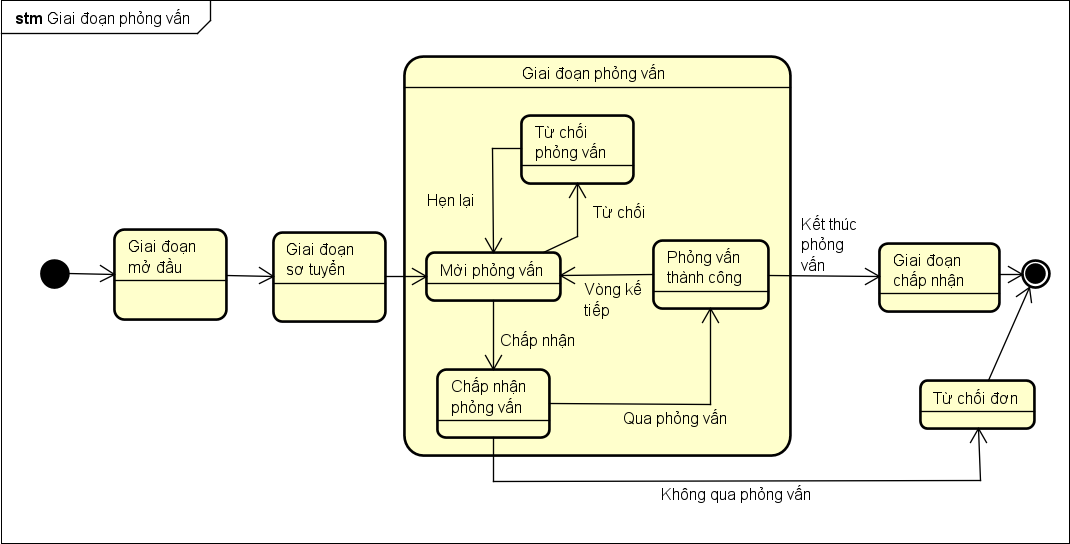 stm Giai đoạn phỏng vấn
Giai đoạn phỏng vấn
Từ chối
phỏng vấn
Hẹn lại
Từ chối
Giai đoạn
mở đầu
Giai đoạn
sơ tuyển
Mời phỏng vấn
Phỏng vấn
thành công
Kết thúc
phỏng
vấn
Giai đoạn
chấp nhận
Vòng kế
tiếp
Chấp nhận
Chấp nhận
phỏng vấn
Qua phỏng vấn
Từ chối đơn
Không qua phỏng vấn